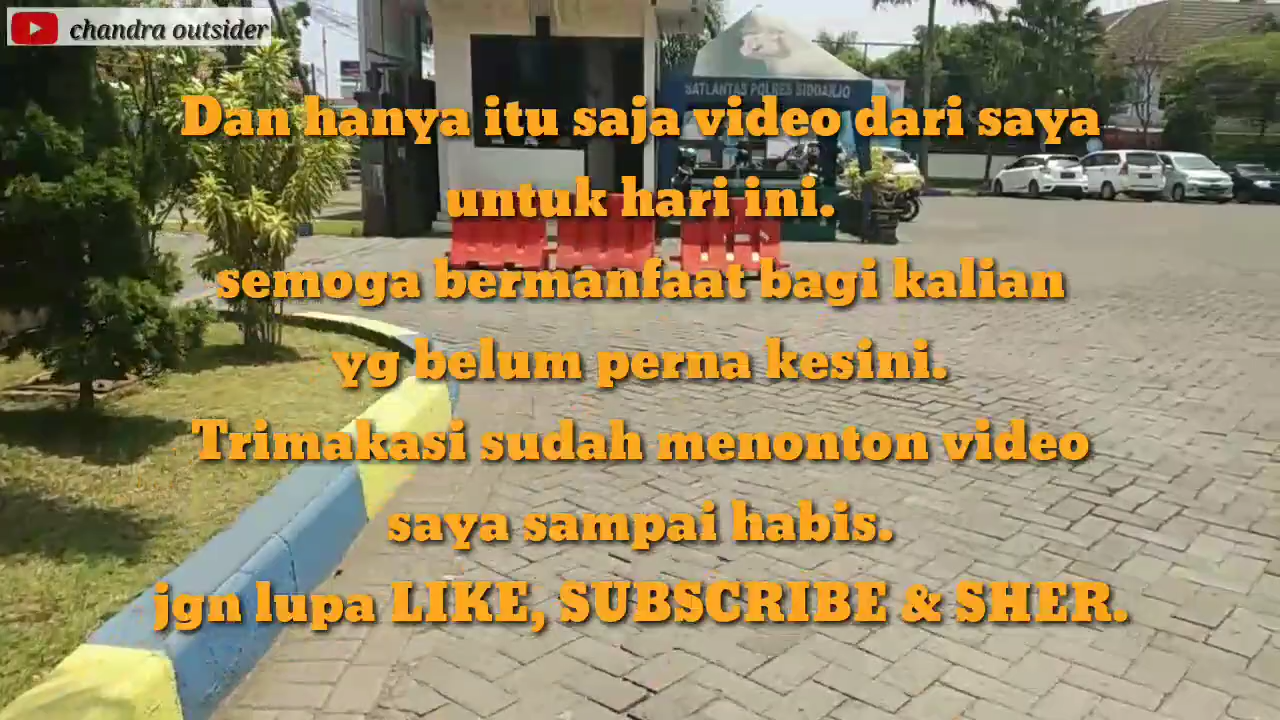 chandra outsider
SATLANTAS POLRES SIDOARJO
Dan hanya itu saja video dari saya
untuk hari ini.
semoga bermanfaat bagi kalian
yg belum perna kesini.
Trimakasi sudah menonton video
saya sampai habis.
jgn lupa LIKE, SUBSCRIBE & SHER.